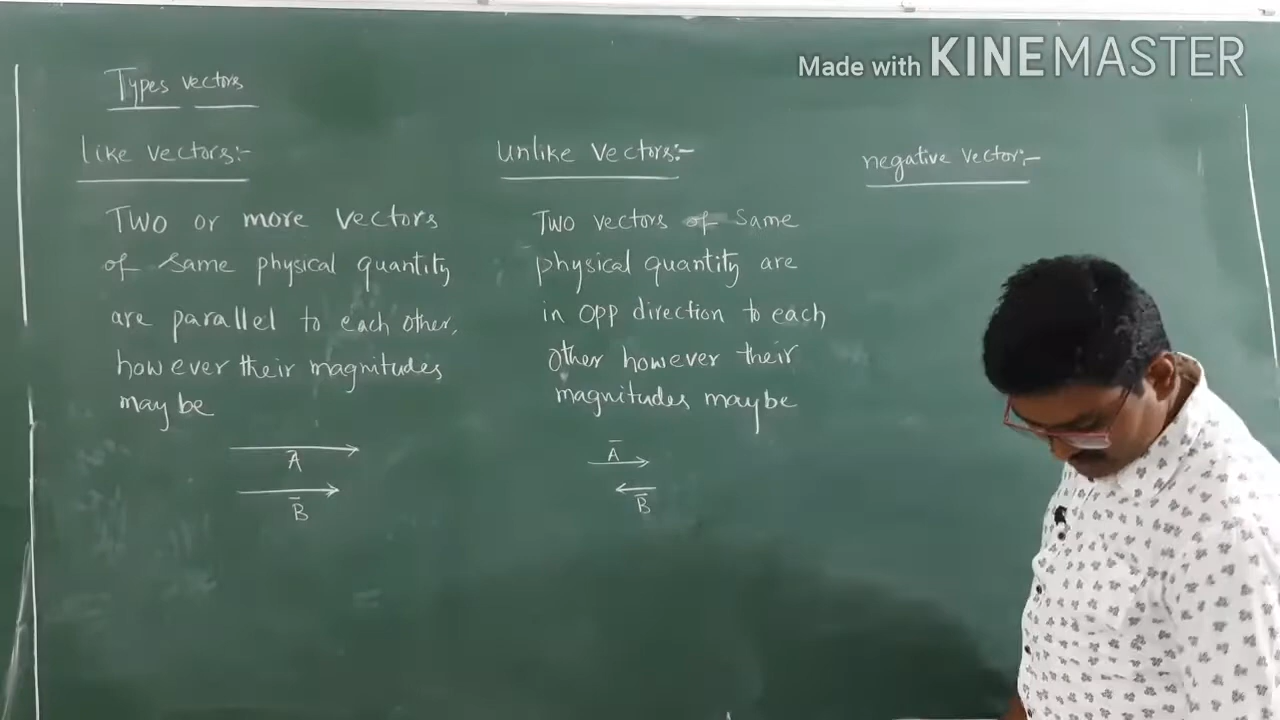 Made with KINEMASTER
Types vectors
like vectors:-
Two or more vectors
of same physical quantity
are parallel to each other,
however their magnitudes
may be
A̅
B̅
Unlike vectors:-
Two vectors of same
physical quantity are
in opp direction to each
other however their
magnitudes maybe
A̅
B̅
negative vector:-